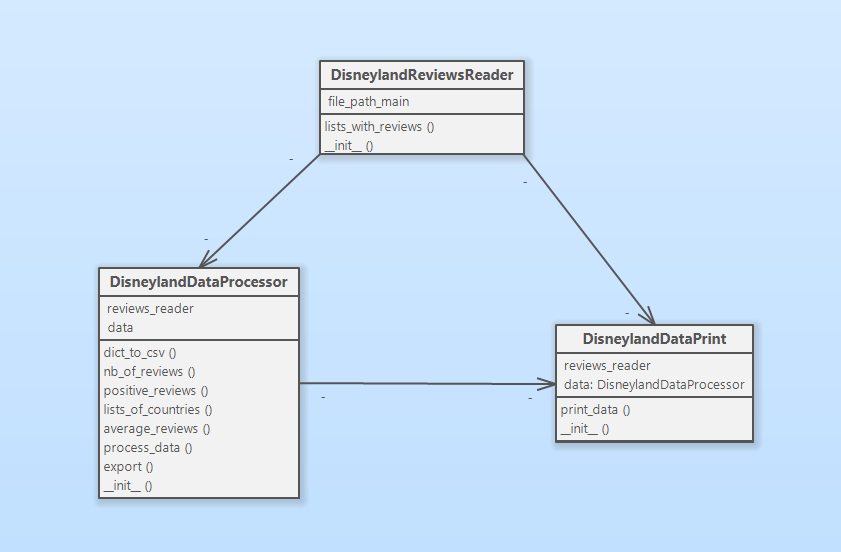 DisneylandReviewsReader
file_path_main
lists_with_reviews ()
__init__ ()
-
-
-
-
DisneylandDataProcessor
reviews_reader
data
dict_to_csv ()
nb_of_reviews ()
positive_reviews ()
lists_of_countries ()
average_reviews ()
process_data ()
export ()
__init__ ()
-
-
DisneylandDataPrint
reviews_reader
data: DisneylandDataProcessor
print_data ()
__init__ ()